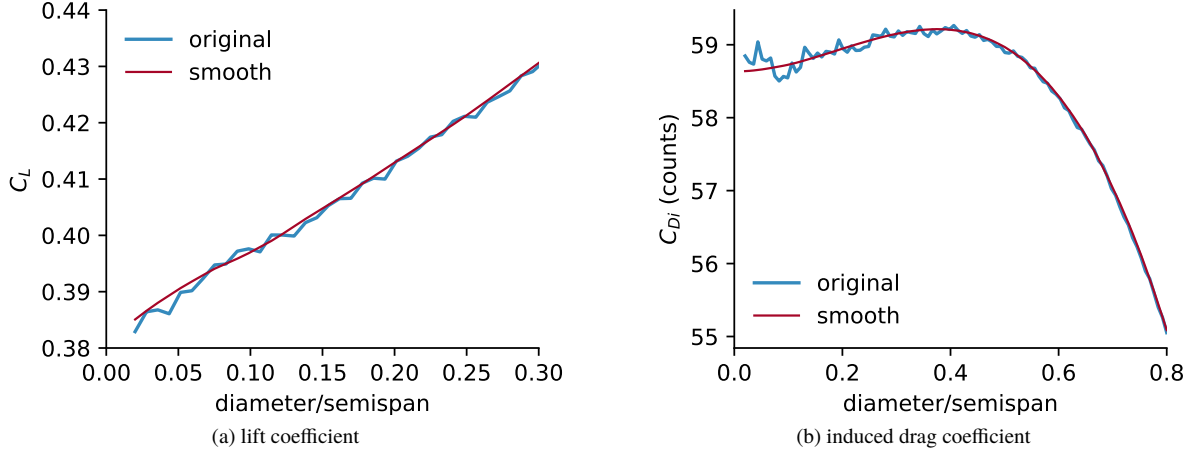 0.44
0.43
0.42
0.41
0.40
0.39
0.38
C_L
original
smooth
0.00 0.05 0.10 0.15 0.20 0.25 0.30
diameter/semispan
(a) lift coefficient
59
58
57
56
55
C_{Di} (counts)
original
smooth
0.0 0.2 0.4 0.6 0.8
diameter/semispan
(b) induced drag coefficient